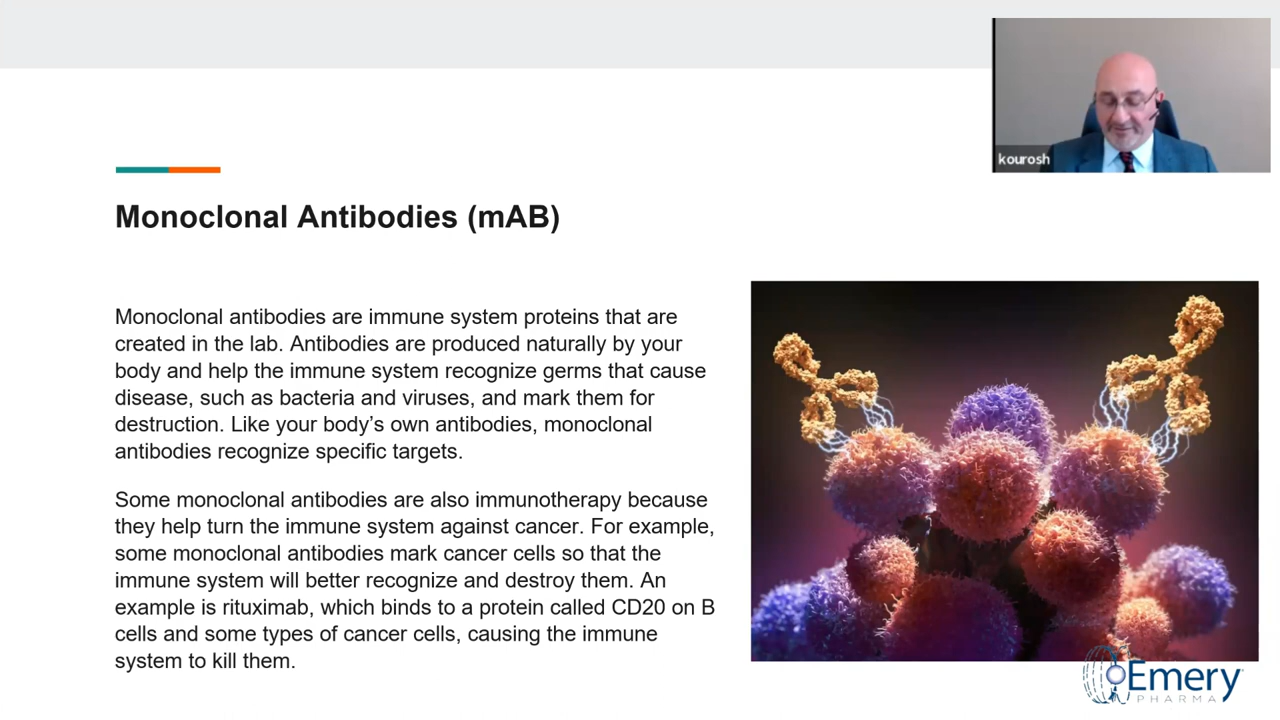 kourosh
Monoclonal Antibodies (mAB)
Monoclonal antibodies are immune system proteins that are
created in the lab. Antibodies are produced naturally by your
body and help the immune system recognize germs that cause
disease, such as bacteria and viruses, and mark them for
destruction. Like your body’s own antibodies, monoclonal
antibodies recognize specific targets.
Some monoclonal antibodies are also immunotherapy because
they help turn the immune system against cancer. For example,
some monoclonal antibodies mark cancer cells so that the
immune system will better recognize and destroy them. An
example is rituximab, which binds to a protein called CD20 on B
cells and some types of cancer cells, causing the immune
system to kill them.
Emery
PHARMA